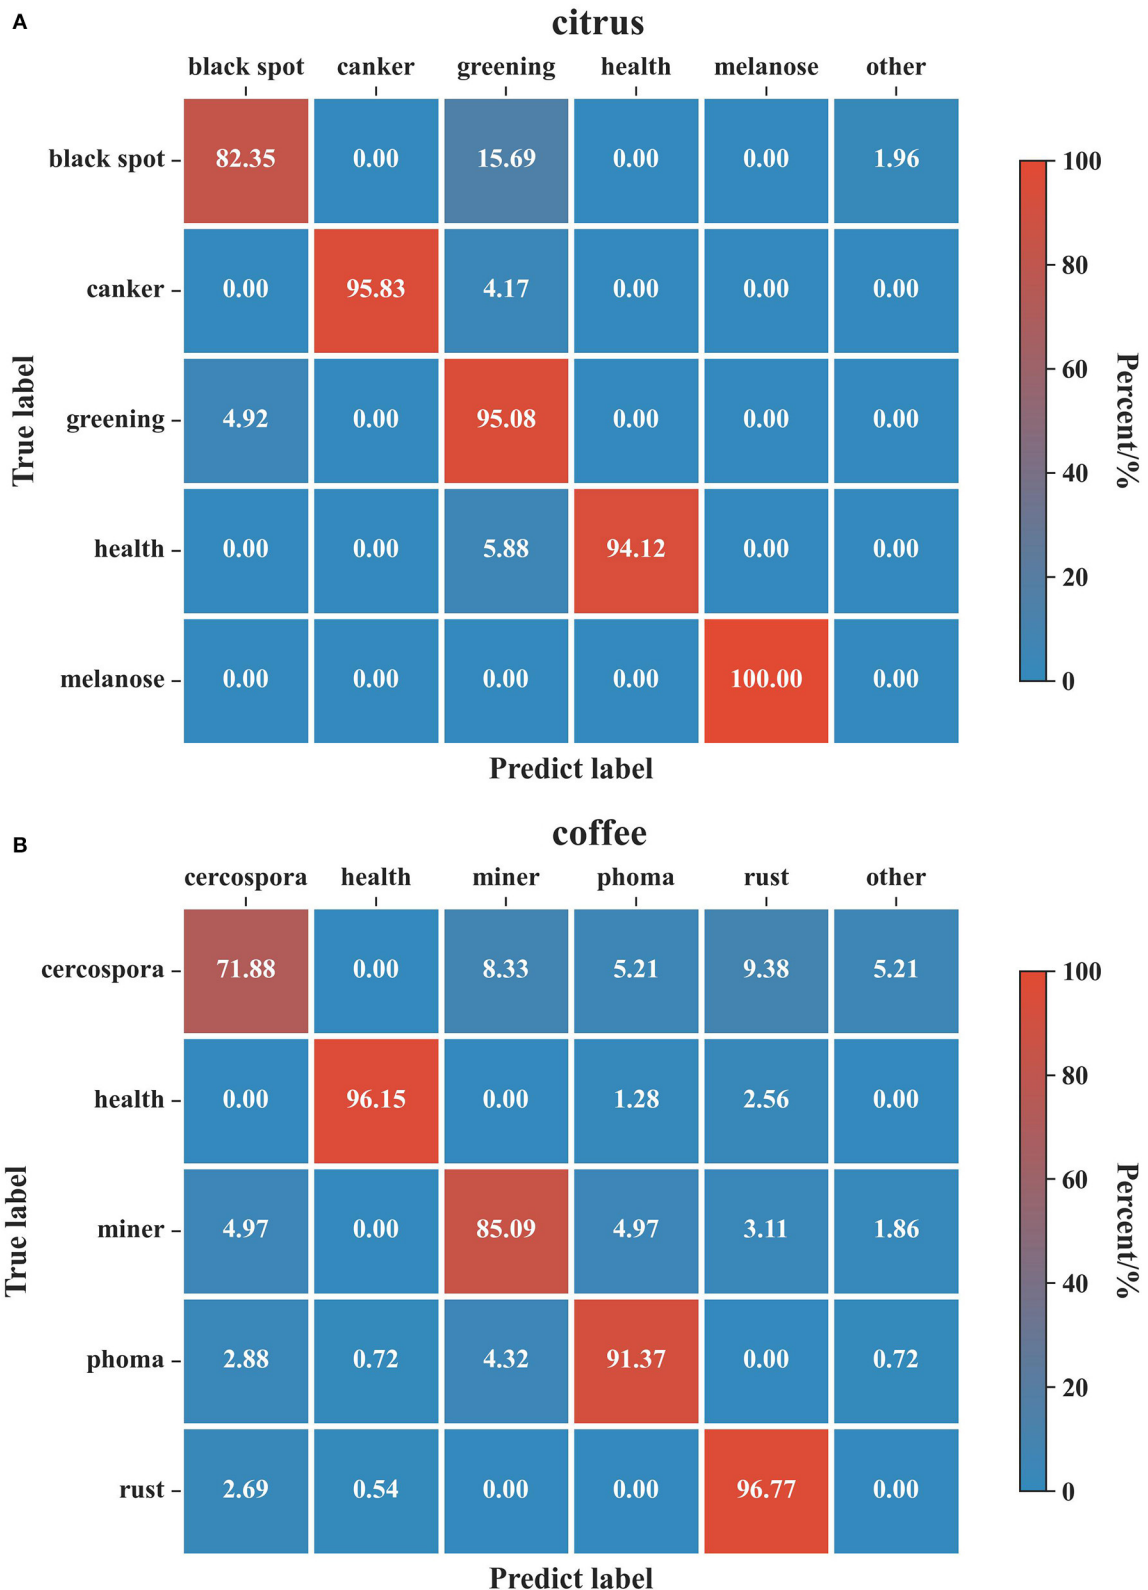 A
citrus
black spot canker greening health melanose other
black spot 82.35 0.00 15.69 0.00 0.00 1.96
canker 0.00 95.83 4.17 0.00 0.00 0.00
greening 4.92 0.00 95.08 0.00 0.00 0.00
health 0.00 0.00 5.88 94.12 0.00 0.00
melanose 0.00 0.00 0.00 0.00 100.00 0.00
True label
Predict label
100
80
60
40
20
0
Percent/%
B
coffee
cercospora health miner phoma rust other
cercospora 71.88 0.00 8.33 5.21 9.38 5.21
health 0.00 96.15 0.00 1.28 2.56 0.00
miner 4.97 0.00 85.09 4.97 3.11 1.86
phoma 2.88 0.72 4.32 91.37 0.00 0.72
rust 2.69 0.54 0.00 0.00 96.77 0.00
True label
Predict label
100
80
60
40
20
0
Percent/%